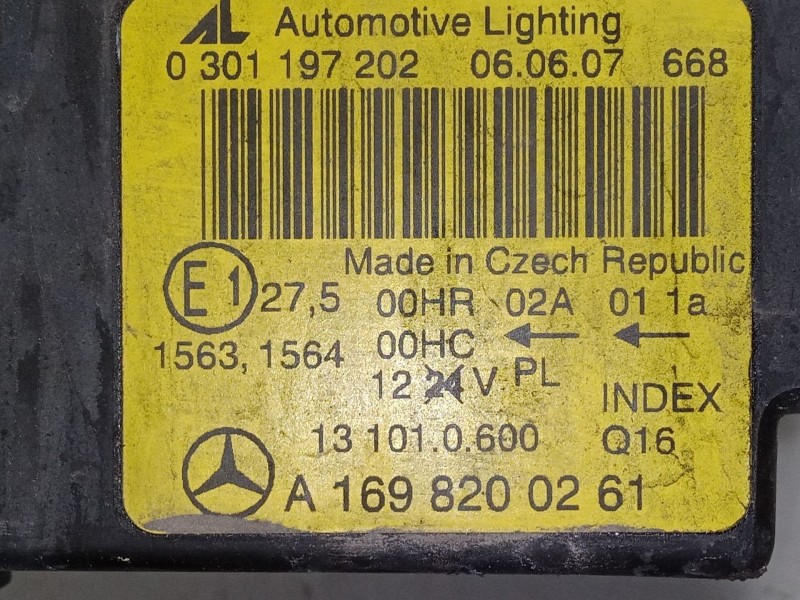 AL Automotive Lighting
0 301 197 202 06.06.07 668
Made in Czech Republic
E1 27,5 00HR 02A 01 1a
1563, 1564 00HC ← ←
12 24 V PL
INDEX
13 101.0.600 Q16
A 169 820 02 61